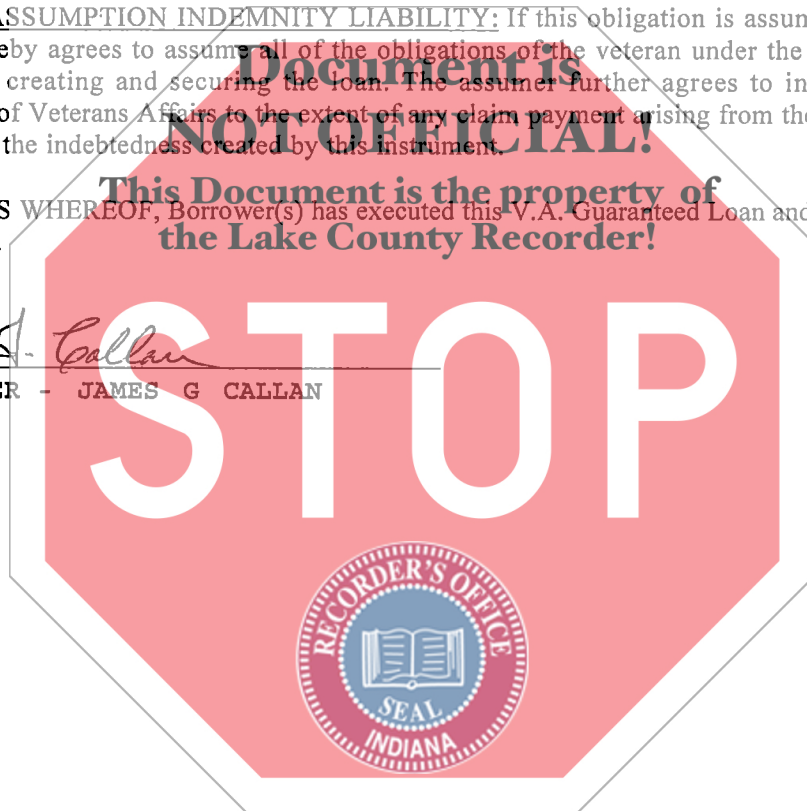 ASSUMPTION INDEMNITY LIABILITY: If this obligation is assum
eby agrees to assume all of the obligations of the veteran under the
creating and securing the loan. The assumer further agrees to in
of Veterans Affairs to the extent of any claim payment arising from the
the indebtedness created by this instrument.
Document is
NOT OFFICIAL!
This Document is the property of
the Lake County Recorder!
S WHEREOF, Borrower(s) has executed this V.A. Guaranteed Loan and
Callan
ER - JAMES G CALLAN
STOP
RECORDER'S OFFICE
SEAL
INDIANA